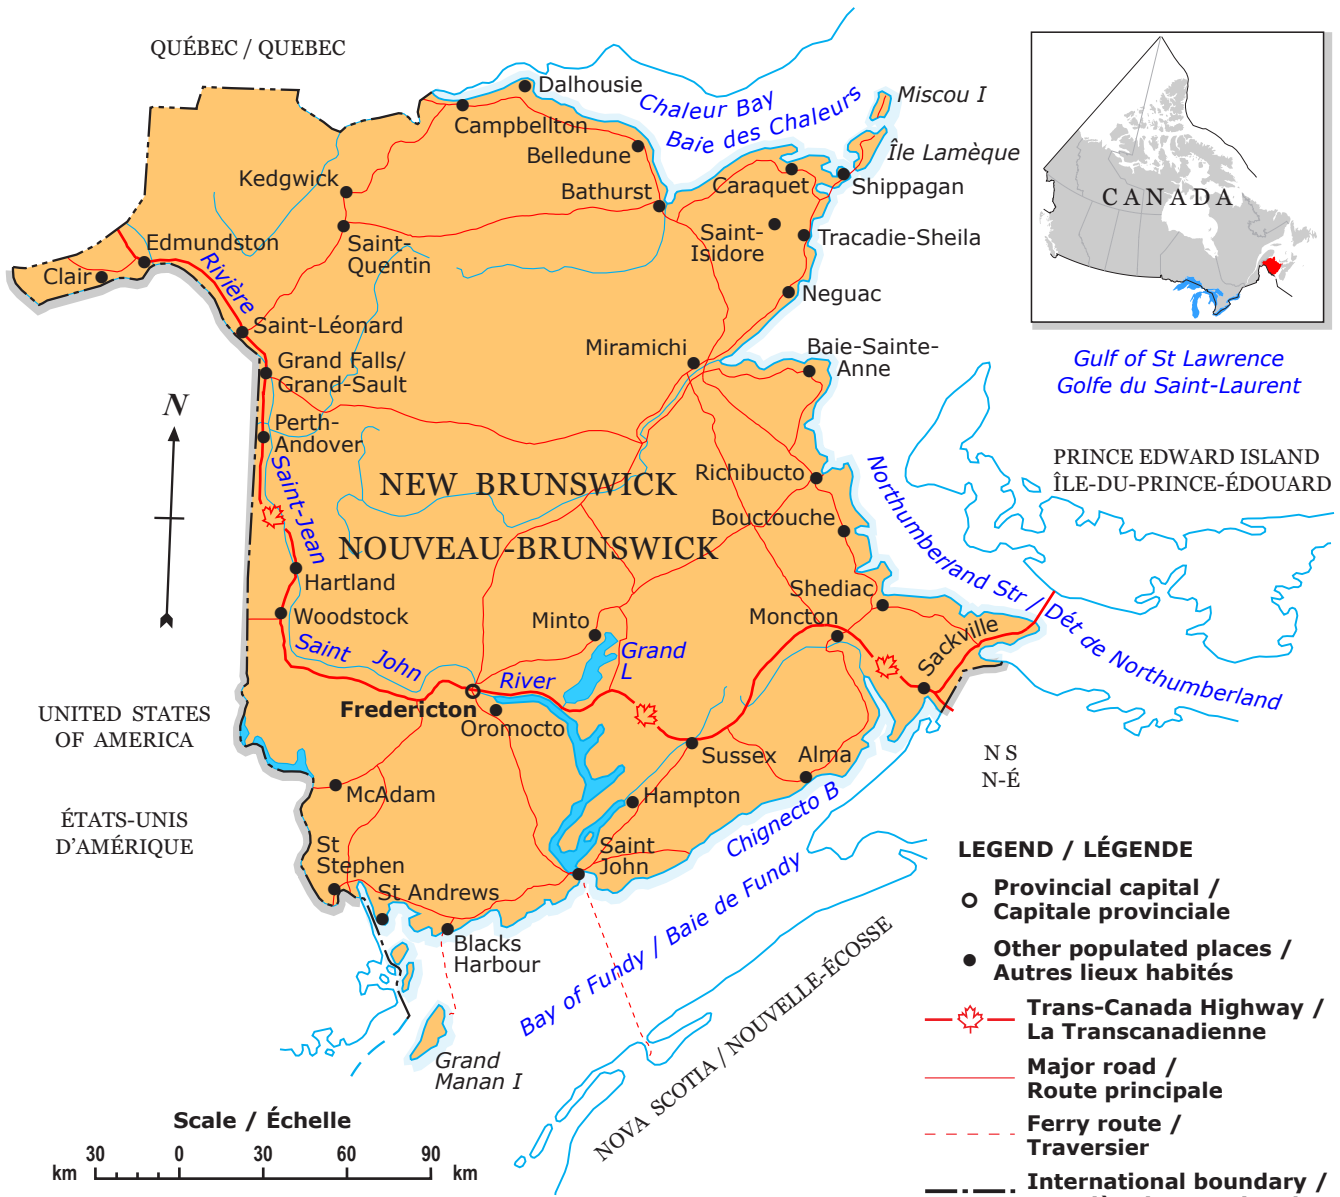 QUÉBEC / QUEBEC
Dalhousie
Campbellton
Chaleur Bay
Baie des Chaleurs
Miscou I
Île Lamèque
Belledune
Kedgwick
Bathurst
Caraquet
Shippagan
CANADA
Edmundston
Saint-
Quentin
Saint-
Isidore
Tracadie-Sheila
Clair
Rivière
Neguac
Saint-Léonard
Miramichi
Baie-Sainte-
Anne
Grand Falls/
Grand-Sault
Gulf of St Lawrence
Golfe du Saint-Laurent
N
Perth-
Andover
Saint-Jean
NEW BRUNSWICK
NOUVEAU-BRUNSWICK
Richibucto
Bouctouche
PRINCE EDWARD ISLAND
ÎLE-DU-PRINCE-ÉDOUARD
Northumberland Str / Dét de Northumberland
Hartland
Woodstock
Minto
Shediac
Moncton
Sackville
Saint John River
Grand
L
Fredericton
Oromocto
UNITED STATES
OF AMERICA
Sussex
Alma
N S
N-É
McAdam
Hampton
Chignecto B
ÉTATS-UNIS
D'AMÉRIQUE
St
Stephen
Saint
John
St Andrews
Blacks
Harbour
Bay of Fundy / Baie de Fundy
Grand
Manan I
NOVA SCOTIA / NOUVELLE-ÉCOSSE
LEGEND / LÉGENDE
Provincial capital /
Capitale provinciale
Other populated places /
Autres lieux habités
Trans-Canada Highway /
La Transcanadienne
Major road /
Route principale
Ferry route /
Traversier
International boundary /
Scale / Échelle
30 0 30 60 90
km km